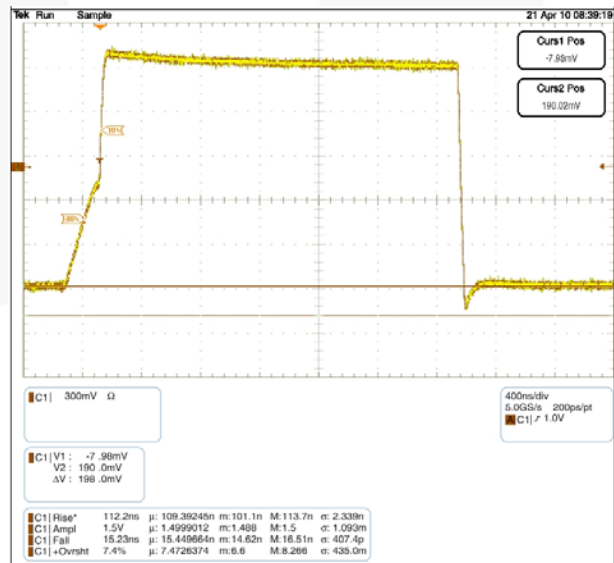 Tek Run Sample 21 Apr 10 08:39:19
Curs1 Pos
-7.98mV
Curs2 Pos
190.02mV
C1 300mV Ω
400ns/div
5.0GS/s 200ps/pt
A C1 1.0V
C1 V1 : -7 .98mV
V2 : 190 .0mV
ΔV : 198 .0mV
C1 Rise* 112.2ns µ: 109.39245n m: 101.1n M: 113.7n σ: 2.339n
C1 Ampl 1.5V µ: 1.4999012 m: 1.488 M: 1.5 σ: 1.093m
C1 Fall 15.23ns µ: 15.449664n m: 14.62n M: 16.51n σ: 407.4p
C1 +Ovrsht 7.4% µ: 7.4726374 m: 6.6 M: 8.266 σ: 435.0m